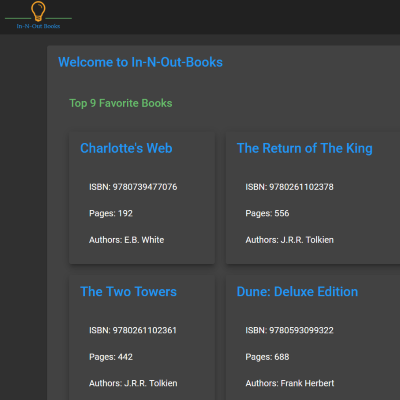 In-N-Out Books
Welcome to In-N-Out-Books
Top 9 Favorite Books
Charlotte's Web
ISBN: 9780739477076
Pages: 192
Authors: E.B. White
The Return of The King
ISBN: 9780261102378
Pages: 556
Authors: J.R.R. Tolkien
The Two Towers
ISBN: 9780261102361
Pages: 442
Authors: J.R.R. Tolkien
Dune: Deluxe Edition
ISBN: 9780593099322
Pages: 688
Authors: Frank Herbert